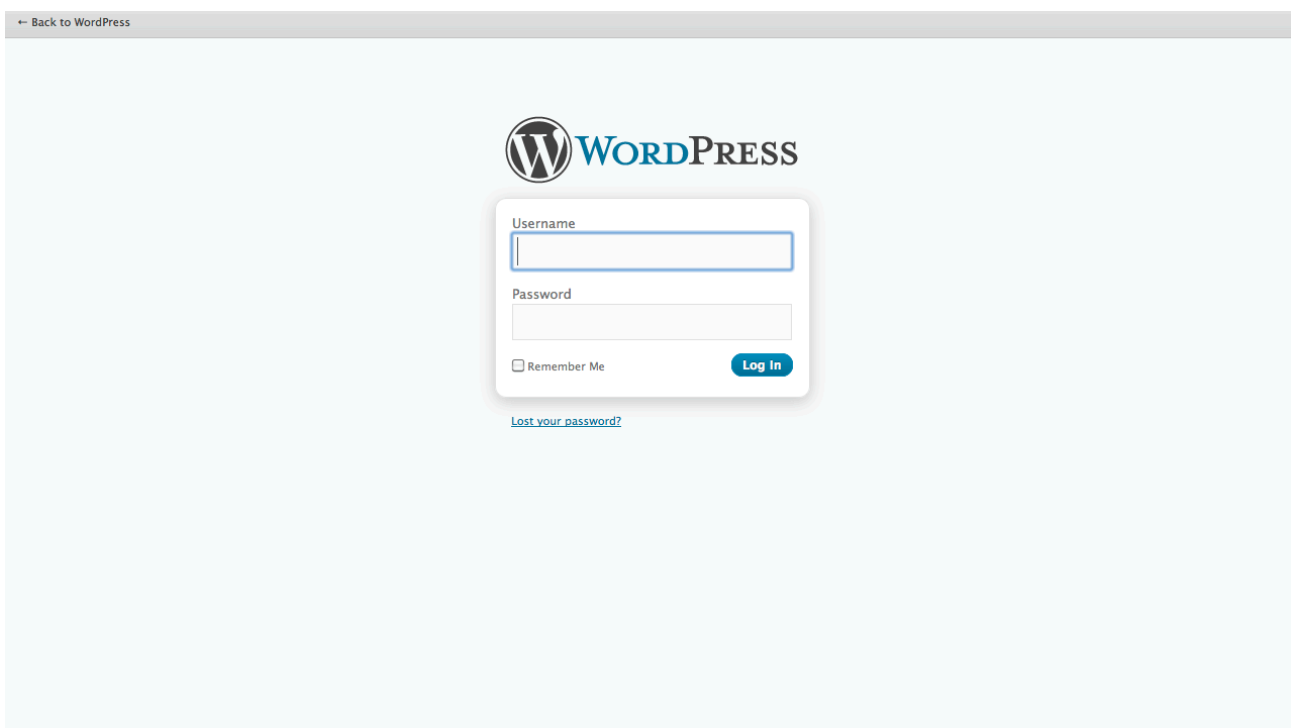 ← Back to WordPress
WORDPRESS
Username
Password
Remember Me
Log In
Lost your password?